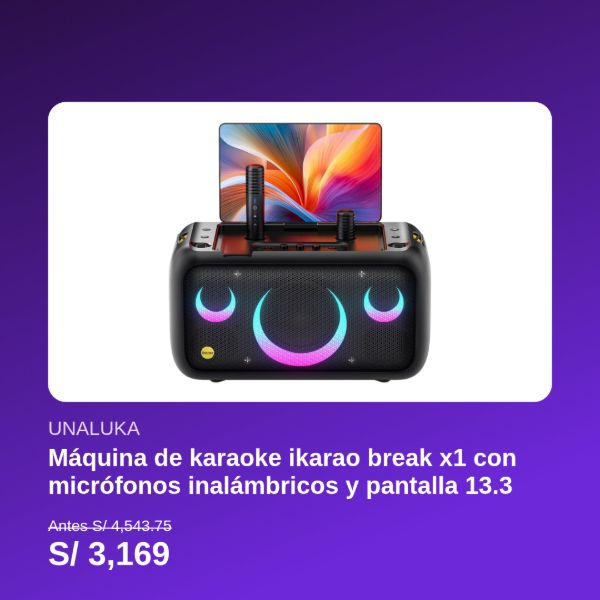 UNALUKA
Máquina de karaoke ikarao break x1 con
micrófonos inalámbricos y pantalla 13.3
Antes S/ 4,543.75
S/ 3,169